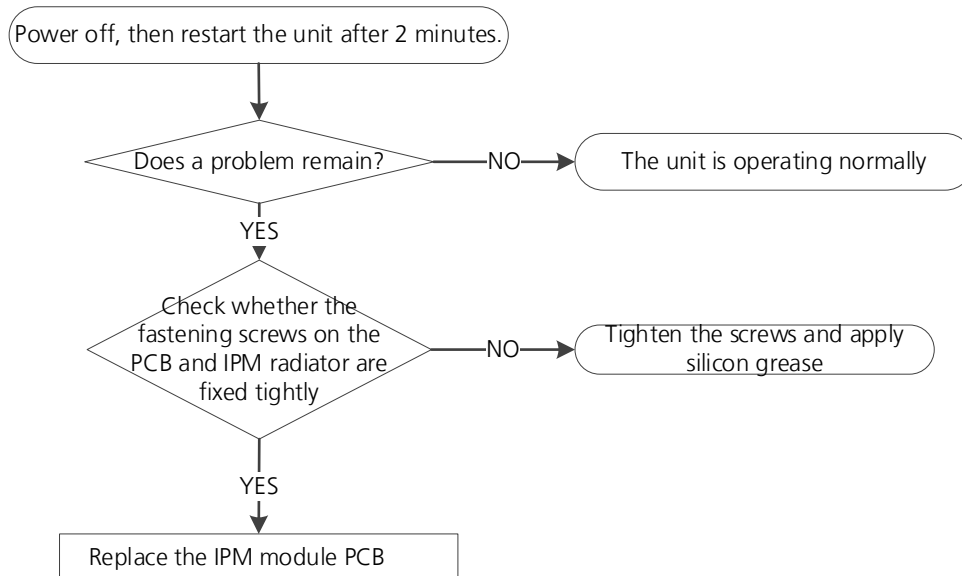 Power off, then restart the unit after 2 minutes.
Does a problem remain?
NO
The unit is operating normally
YES
Check whether the
fastening screws on the
PCB and IPM radiator are
fixed tightly
NO
Tighten the screws and apply
silicon grease
YES
Replace the IPM module PCB